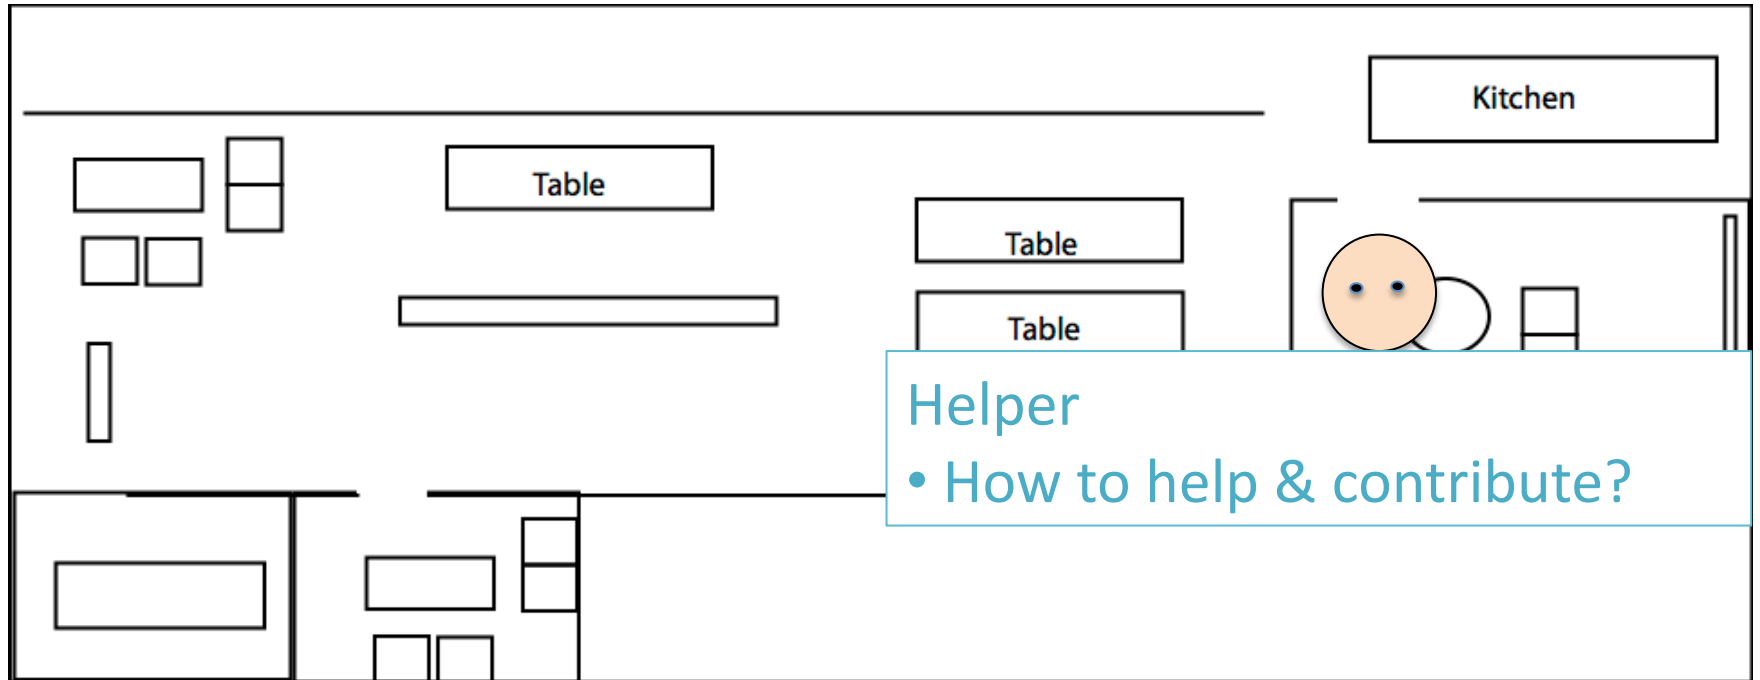 Kitchen
Table
Table
Table
Helper
• How to help & contribute?